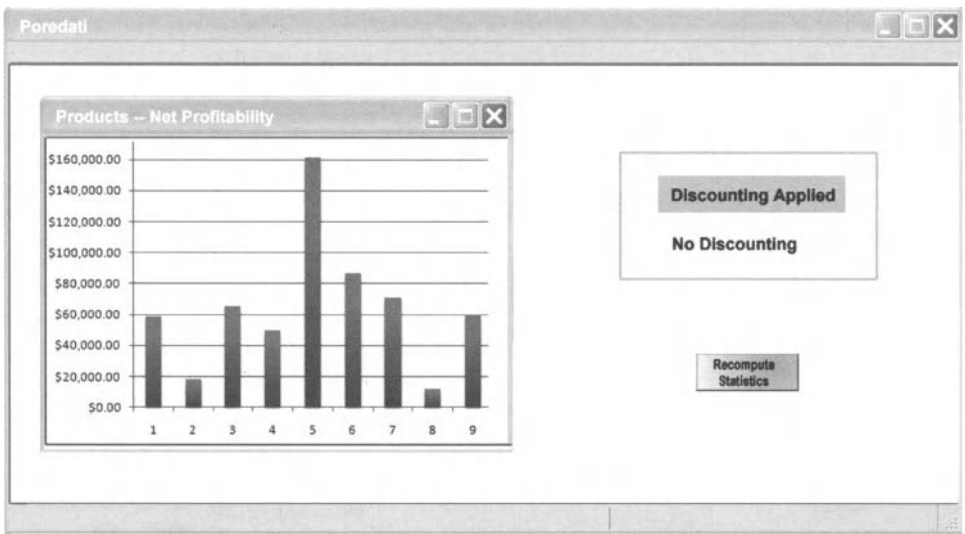 Poredati
Products -- Net Profitability
$160,000.00
$140,000.00
$120,000.00
$100,000.00
$80,000.00
$60,000.00
$40,000.00
$20,000.00
$0.00
1 2 3 4 5 6 7 8 9
Discounting Applied
No Discounting
Recompute
Statistics